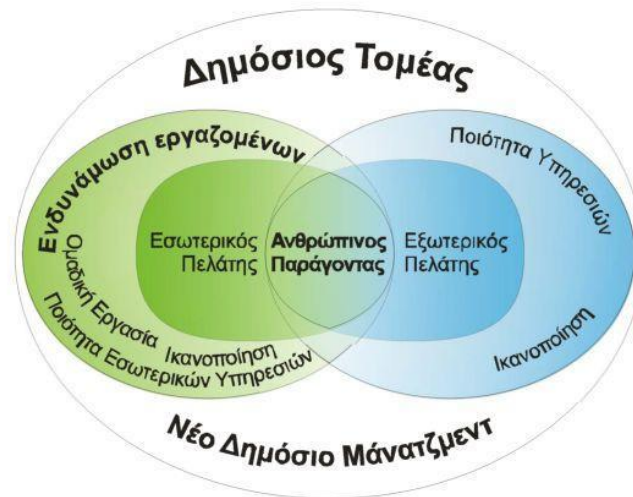 Δημόσιος Τομέας
Ενδυνάμωση εργαζομένων
Ποιότητα Υπηρεσιών
Εσωτερικός
Πελάτης
Ανθρώπινος
Παράγοντας
Εξωτερικός
Πελάτης
Ομαδική Εργασία
Ικανοποίηση
Ποιότητα Εσωτερικών Υπηρεσιών
Ικανοποίηση
Νέο Δημόσιο Μάνατζμεντ